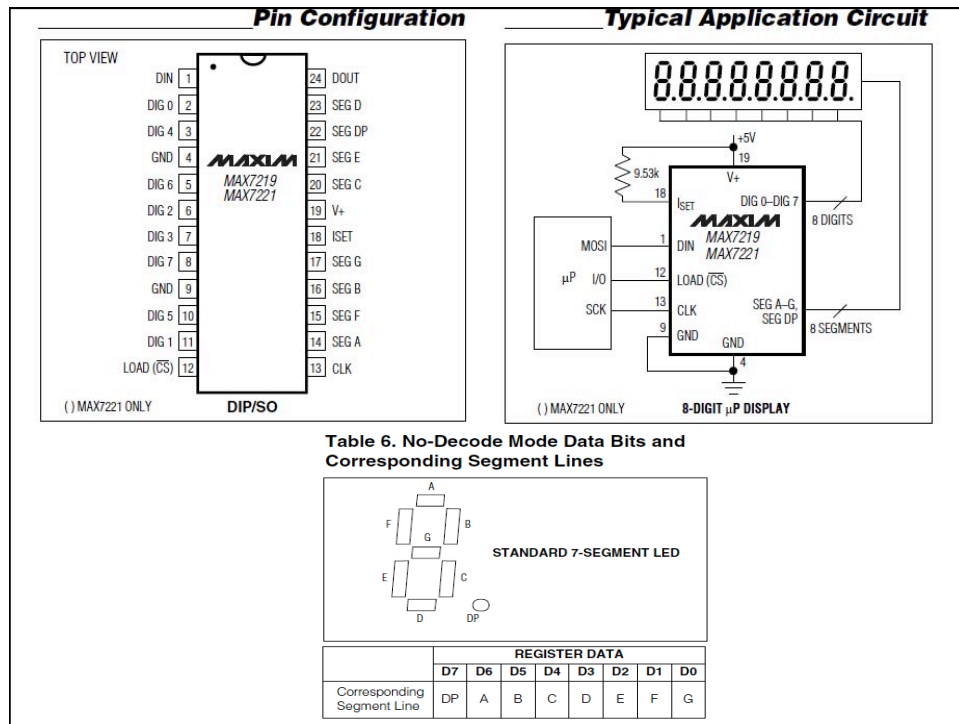 Pin Configuration
TOP VIEW
DIN 1
DIG 0 2
DIG 4 3
GND 4
DIG 6 5
DIG 2 6
DIG 3 7
DIG 7 8
GND 9
DIG 5 10
DIG 1 11
LOAD (CS) 12
MAXIM
MAX7219
MAX7221
24 DOUT
23 SEG D
22 SEG DP
21 SEG E
20 SEG C
19 V+
18 ISET
17 SEG G
16 SEG B
15 SEG F
14 SEG A
13 CLK
( ) MAX7221 ONLY
DIP/SO
Typical Application Circuit
8.8.8.8.8.8.8.8.
+5V
19
9.53k
18
V+
ISET
DIG 0–DIG 7
8 DIGITS
MAXIM
MAX7219
MAX7221
MOSI 1 DIN
µP I/O 12 LOAD (CS)
SCK 13 CLK
SEG A–G,
SEG DP
8 SEGMENTS
9 GND
GND
4
( ) MAX7221 ONLY
8-DIGIT µP DISPLAY
Table 6. No-Decode Mode Data Bits and
Corresponding Segment Lines
A
F
B
G
E
C
D
DP
STANDARD 7-SEGMENT LED
REGISTER DATA
D7 D6 D5 D4 D3 D2 D1 D0
Corresponding
Segment Line
DP A B C D E F G